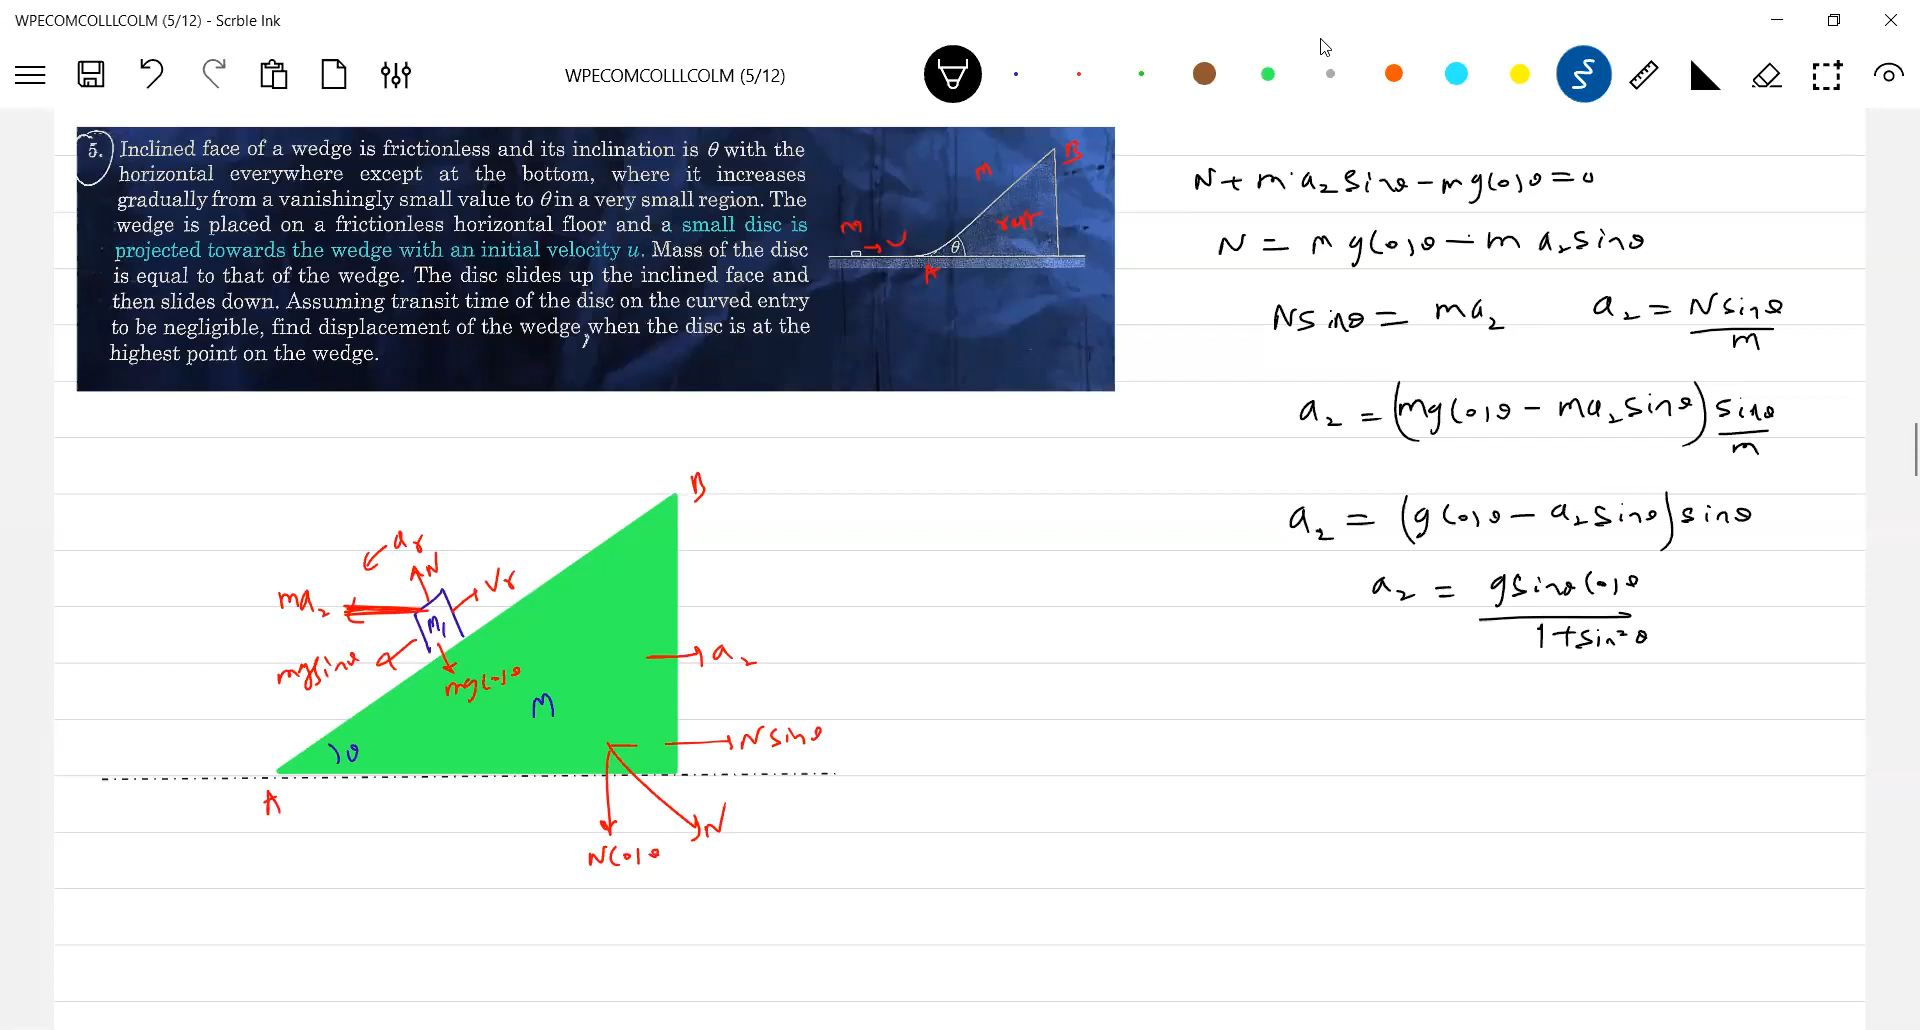 WPECOMCOLLLCOLM (5/12) - Scrble Ink
WPECOMCOLLLCOLM (5/12)
5. Inclined face of a wedge is frictionless and its inclination is θ with the
horizontal everywhere except at the bottom, where it increases
gradually from a vanishingly small value to θ in a very small region. The
wedge is placed on a frictionless horizontal floor and a small disc is
projected towards the wedge with an initial velocity u. Mass of the disc
is equal to that of the wedge. The disc slides up the inclined face and
then slides down. Assuming transit time of the disc on the curved entry
to be negligible, find displacement of the wedge, when the disc is at the
highest point on the wedge.
B
m
m
rest
→ U
θ
A
N + m a₂ sinθ - mg cosθ = 0
N = mg cosθ - m a₂ sinθ
N sinθ = ma₂ a₂ = N sinθ / m
a₂ = (mg cosθ - ma₂ sinθ) sinθ / m
a₂ = (g cosθ - a₂ sinθ) sinθ
a₂ = g sinθ cosθ / 1 + sin²θ
B
ar
N
Vr
ma₂
m₁
mg sinθ
mg cosθ
a₂
M
N sinθ
θ
A
N
N cosθ